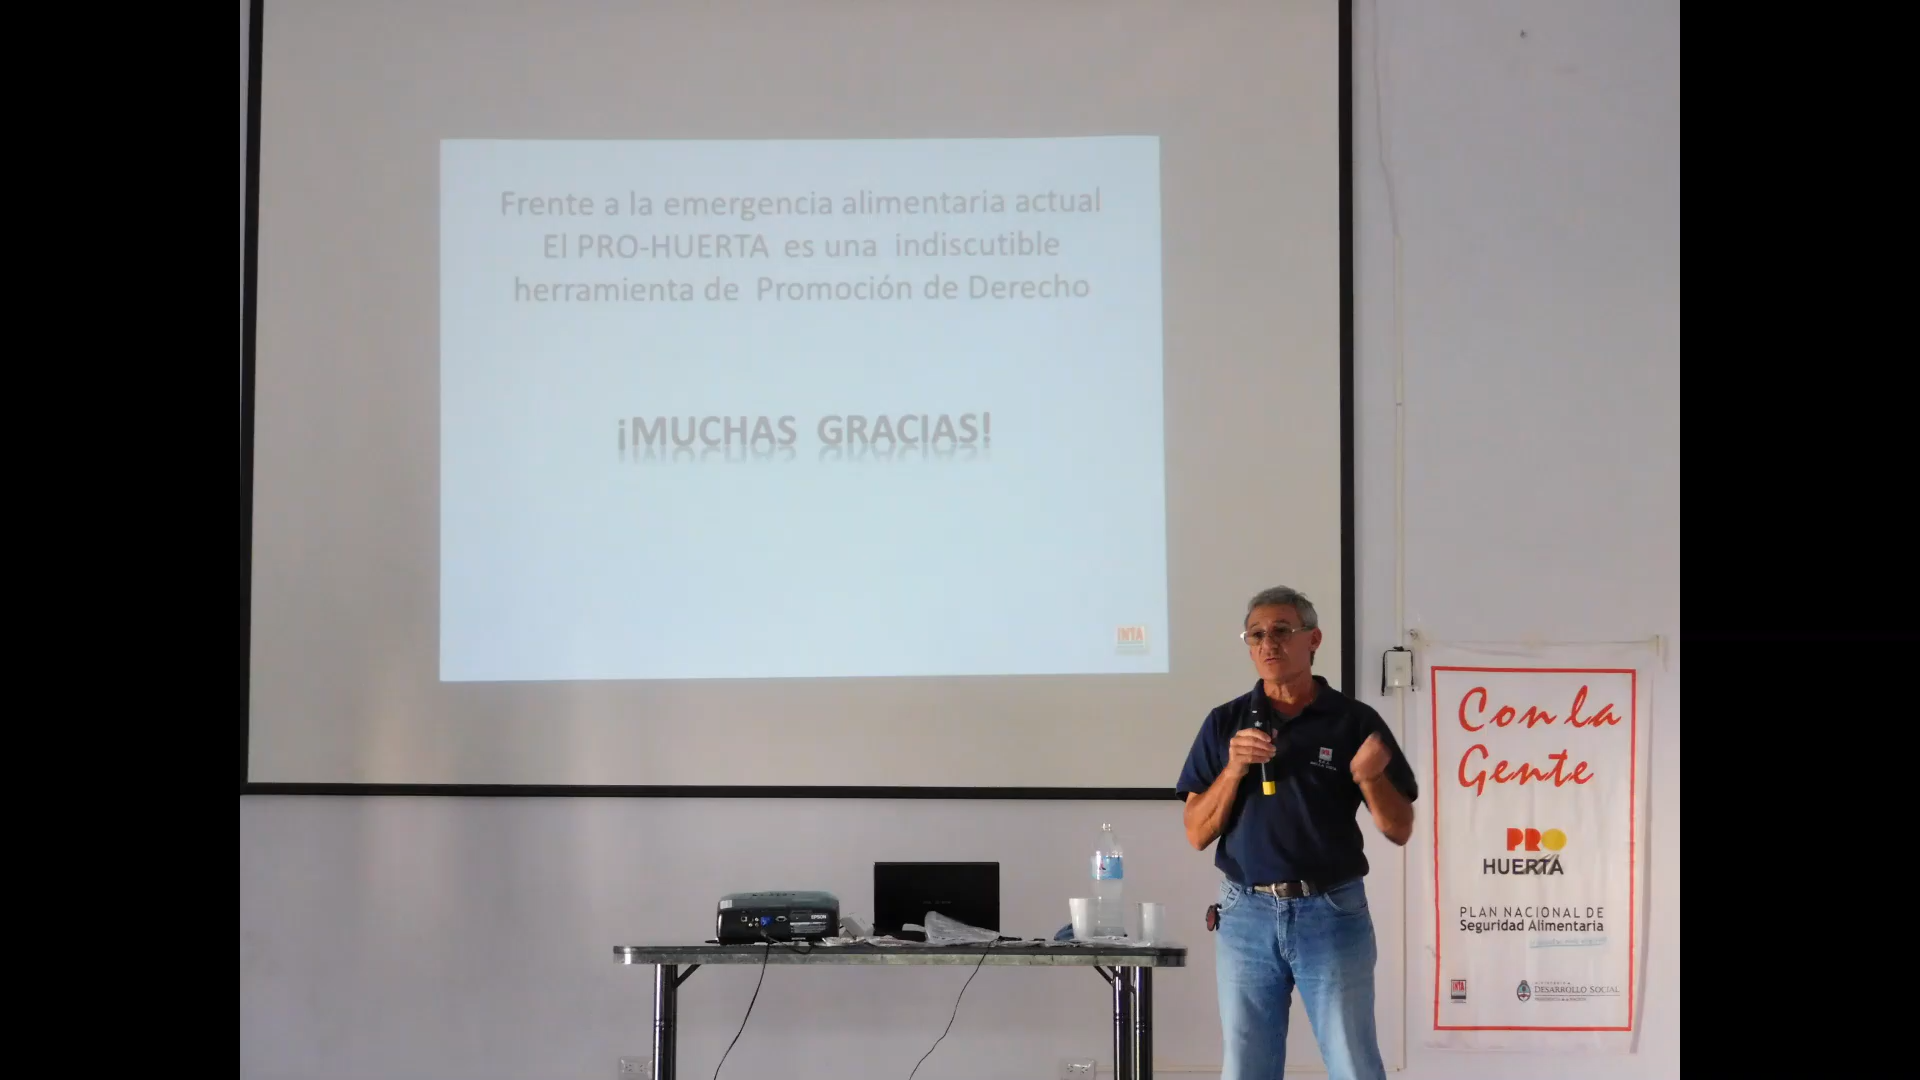 Frente a la emergencia alimentaria actual
El PRO-HUERTA es una indiscutible
herramienta de Promoción de Derecho
¡MUCHAS GRACIAS!
INTA
Con la
Gente
PRO
HUERTA
PLAN NACIONAL DE
Seguridad Alimentaria
INTA
DESARROLLO SOCIAL
EPSON